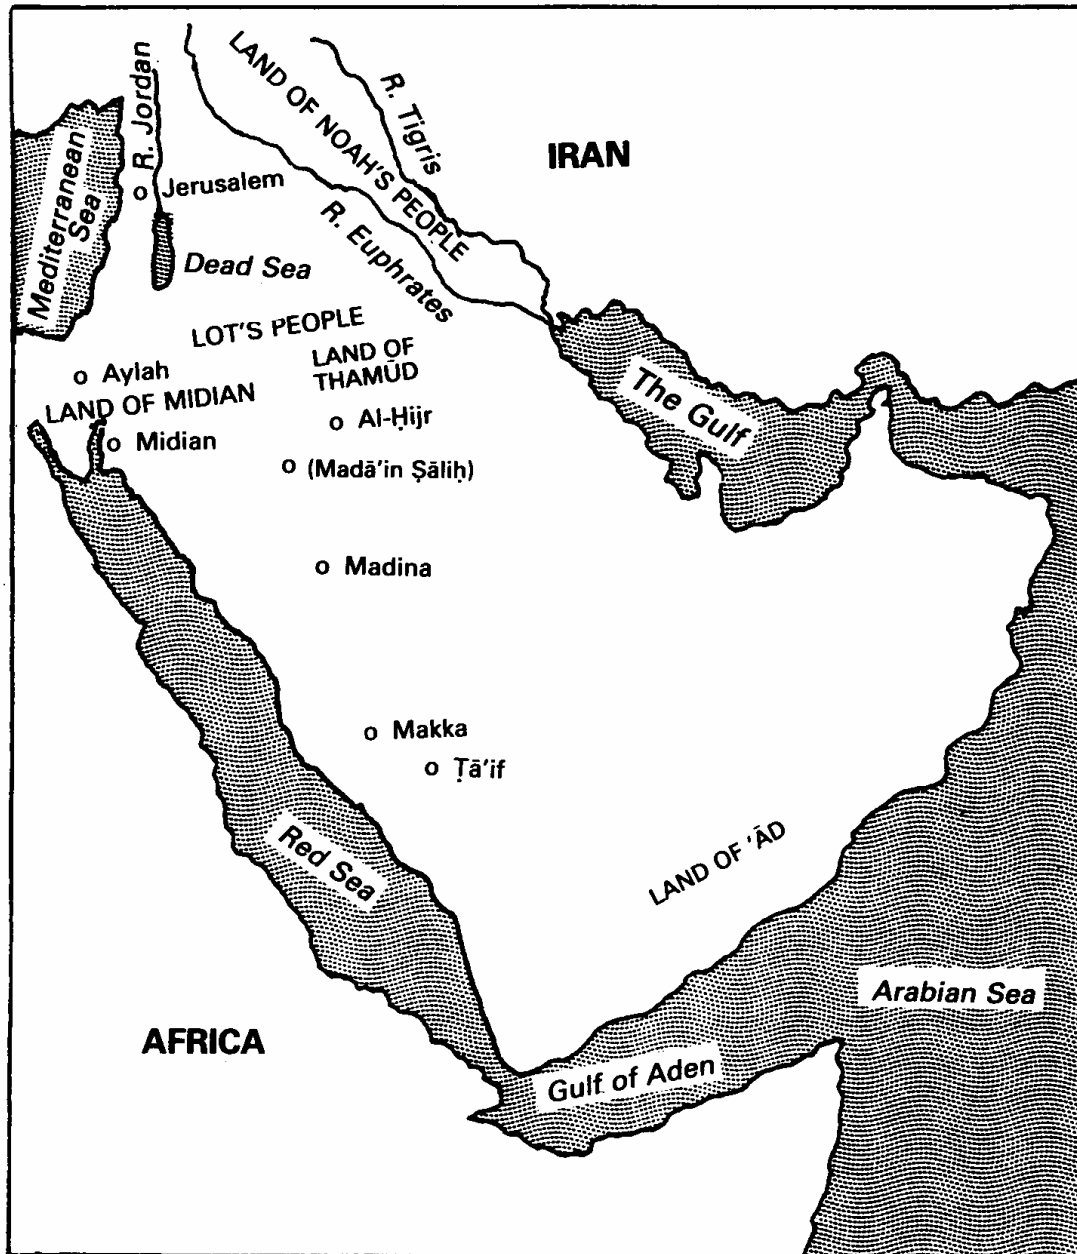 LAND OF NOAH'S PEOPLE
R. Tigris
R. Jordan
IRAN
Mediterranean
Sea
Jerusalem
R. Euphrates
Dead Sea
LOT'S PEOPLE
LAND OF
THAMŪD
Aylah
The Gulf
LAND OF MIDIAN
Al-Ḥijr
Midian
(Madā'in Ṣāliḥ)
Madina
Makka
Ṭā'if
Red Sea
LAND OF 'ĀD
Arabian Sea
AFRICA
Gulf of Aden